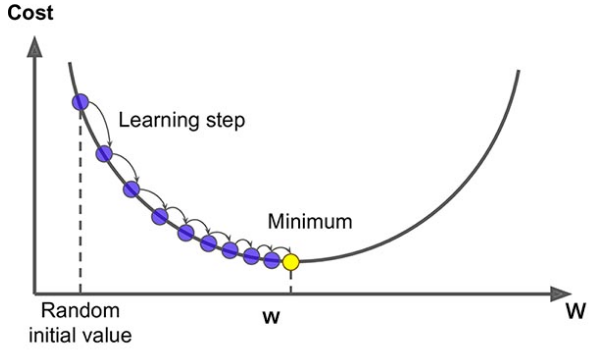 Cost
Learning step
Minimum
Random
initial value
w
W